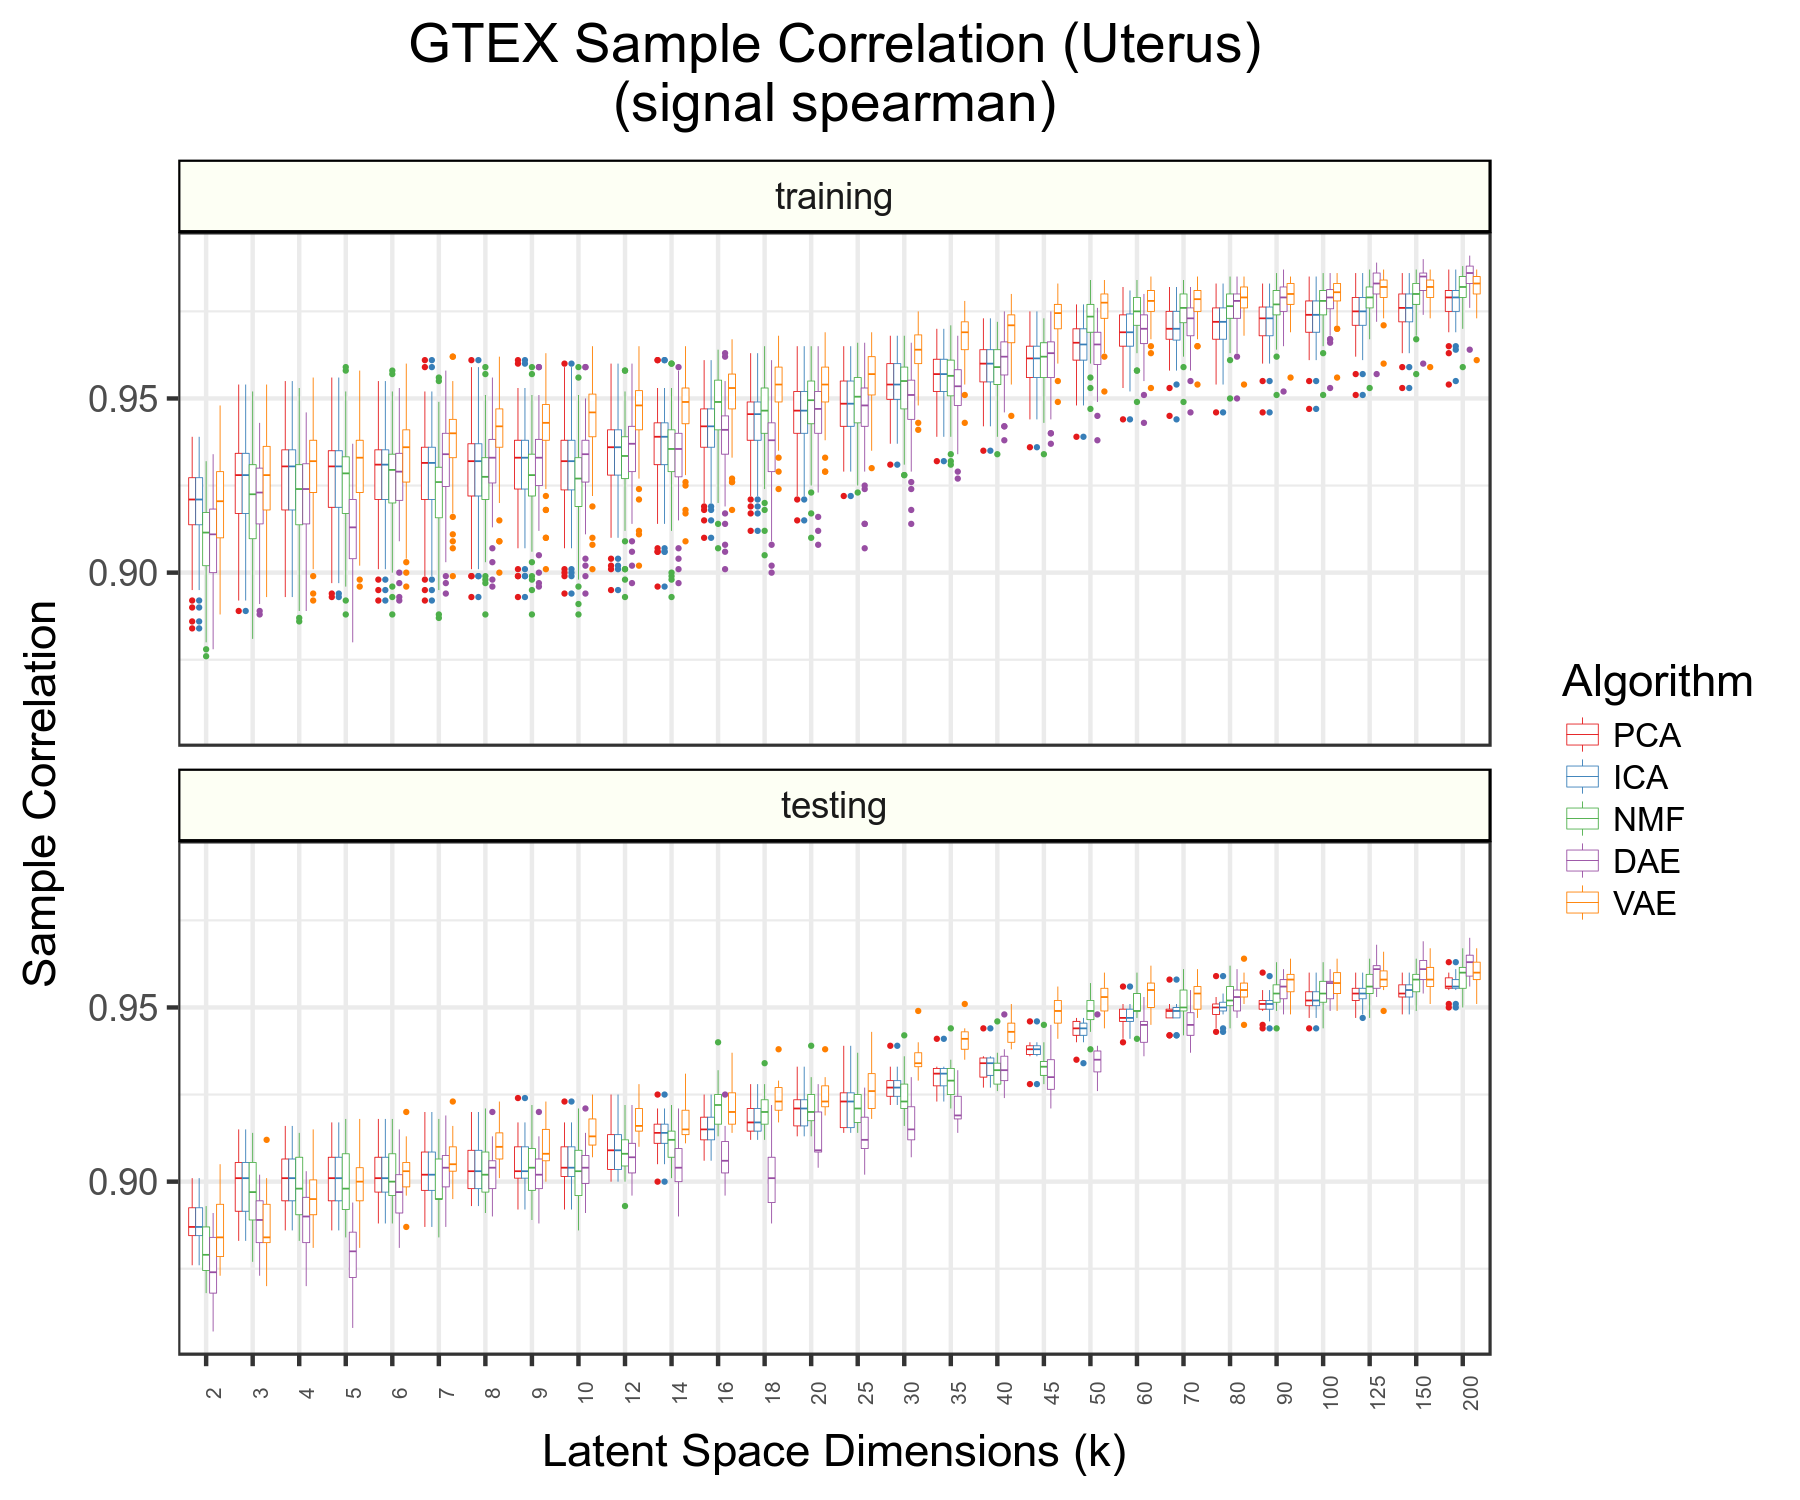 GTEX Sample Correlation (Uterus)
(signal spearman)
training
0.95
0.90
testing
0.95
0.90
Sample Correlation
2 3 4 5 6 7 8 9 10 12 14 16 18 20 25 30 35 40 45 50 60 70 80 90 100 125 150 200
Latent Space Dimensions (k)
Algorithm
PCA
ICA
NMF
DAE
VAE